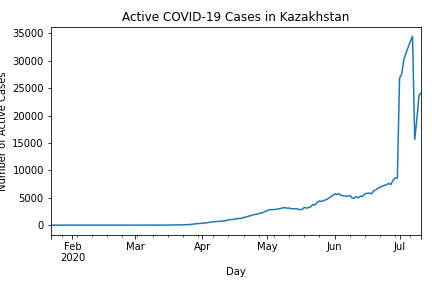 Active COVID-19 Cases in Kazakhstan
Number of Active Cases
35000
30000
25000
20000
15000
10000
5000
0
Feb
2020
Mar
Apr
May
Jun
Jul
Day